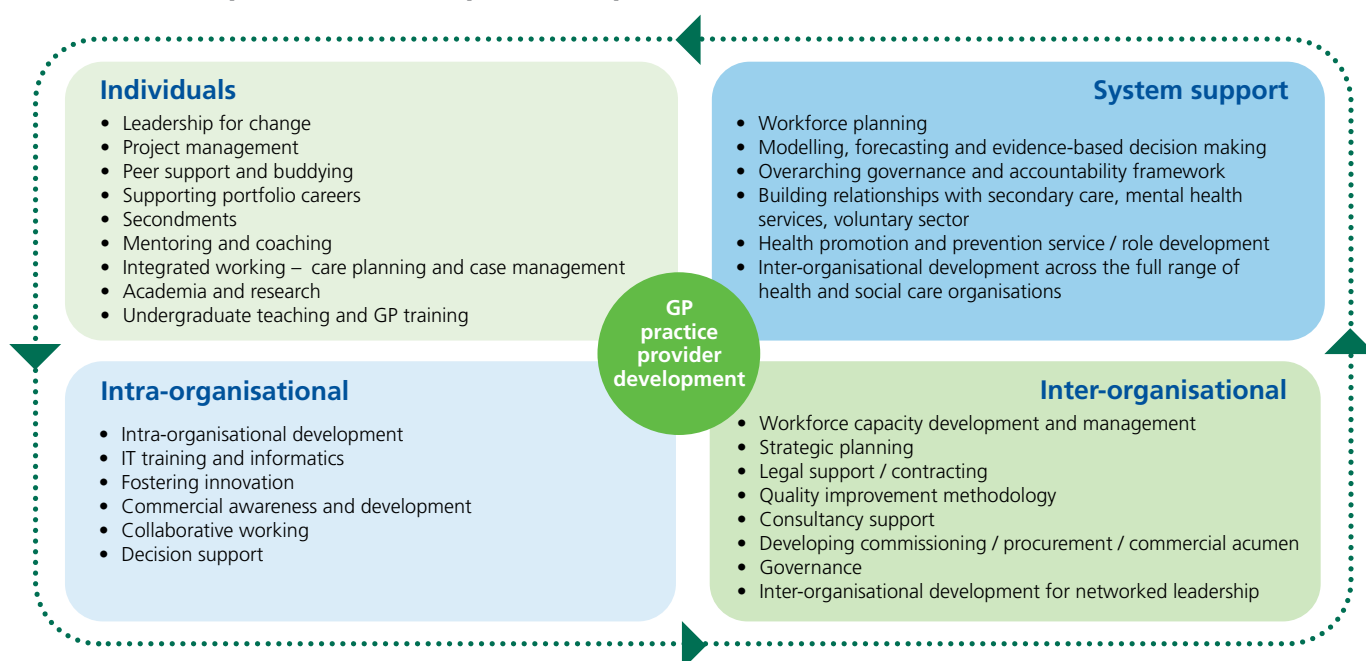 Individuals
• Leadership for change
• Project management
• Peer support and buddying
• Supporting portfolio careers
• Secondments
• Mentoring and coaching
• Integrated working – care planning and case management
• Academia and research
• Undergraduate teaching and GP training
System support
• Workforce planning
• Modelling, forecasting and evidence-based decision making
• Overarching governance and accountability framework
• Building relationships with secondary care, mental health
services, voluntary sector
• Health promotion and prevention service / role development
• Inter-organisational development across the full range of
health and social care organisations
GP
practice
provider
development
Intra-organisational
• Intra-organisational development
• IT training and informatics
• Fostering innovation
• Commercial awareness and development
• Collaborative working
• Decision support
Inter-organisational
• Workforce capacity development and management
• Strategic planning
• Legal support / contracting
• Quality improvement methodology
• Consultancy support
• Developing commissioning / procurement / commercial acumen
• Governance
• Inter-organisational development for networked leadership